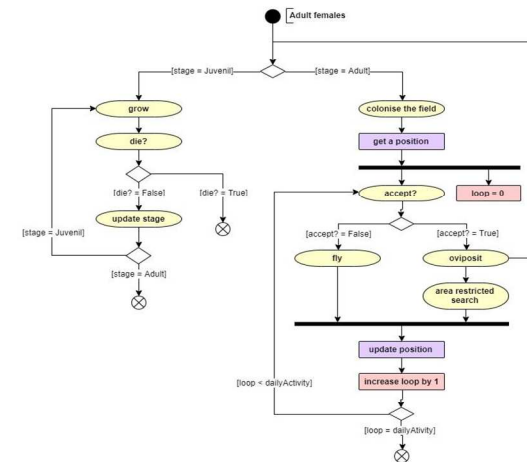 Adult females
[stage = Juvenil]
[stage = Adult]
grow
die?
[die? = False]
[die? = True]
update stage
[stage = Juvenil]
[stage = Adult]
colonise the field
get a position
accept?
loop = 0
[accept? = False]
[accept? = True]
fly
oviposit
area restricted
search
update position
[loop < dailyActivity]
increase loop by 1
[loop = dailyAtivity]